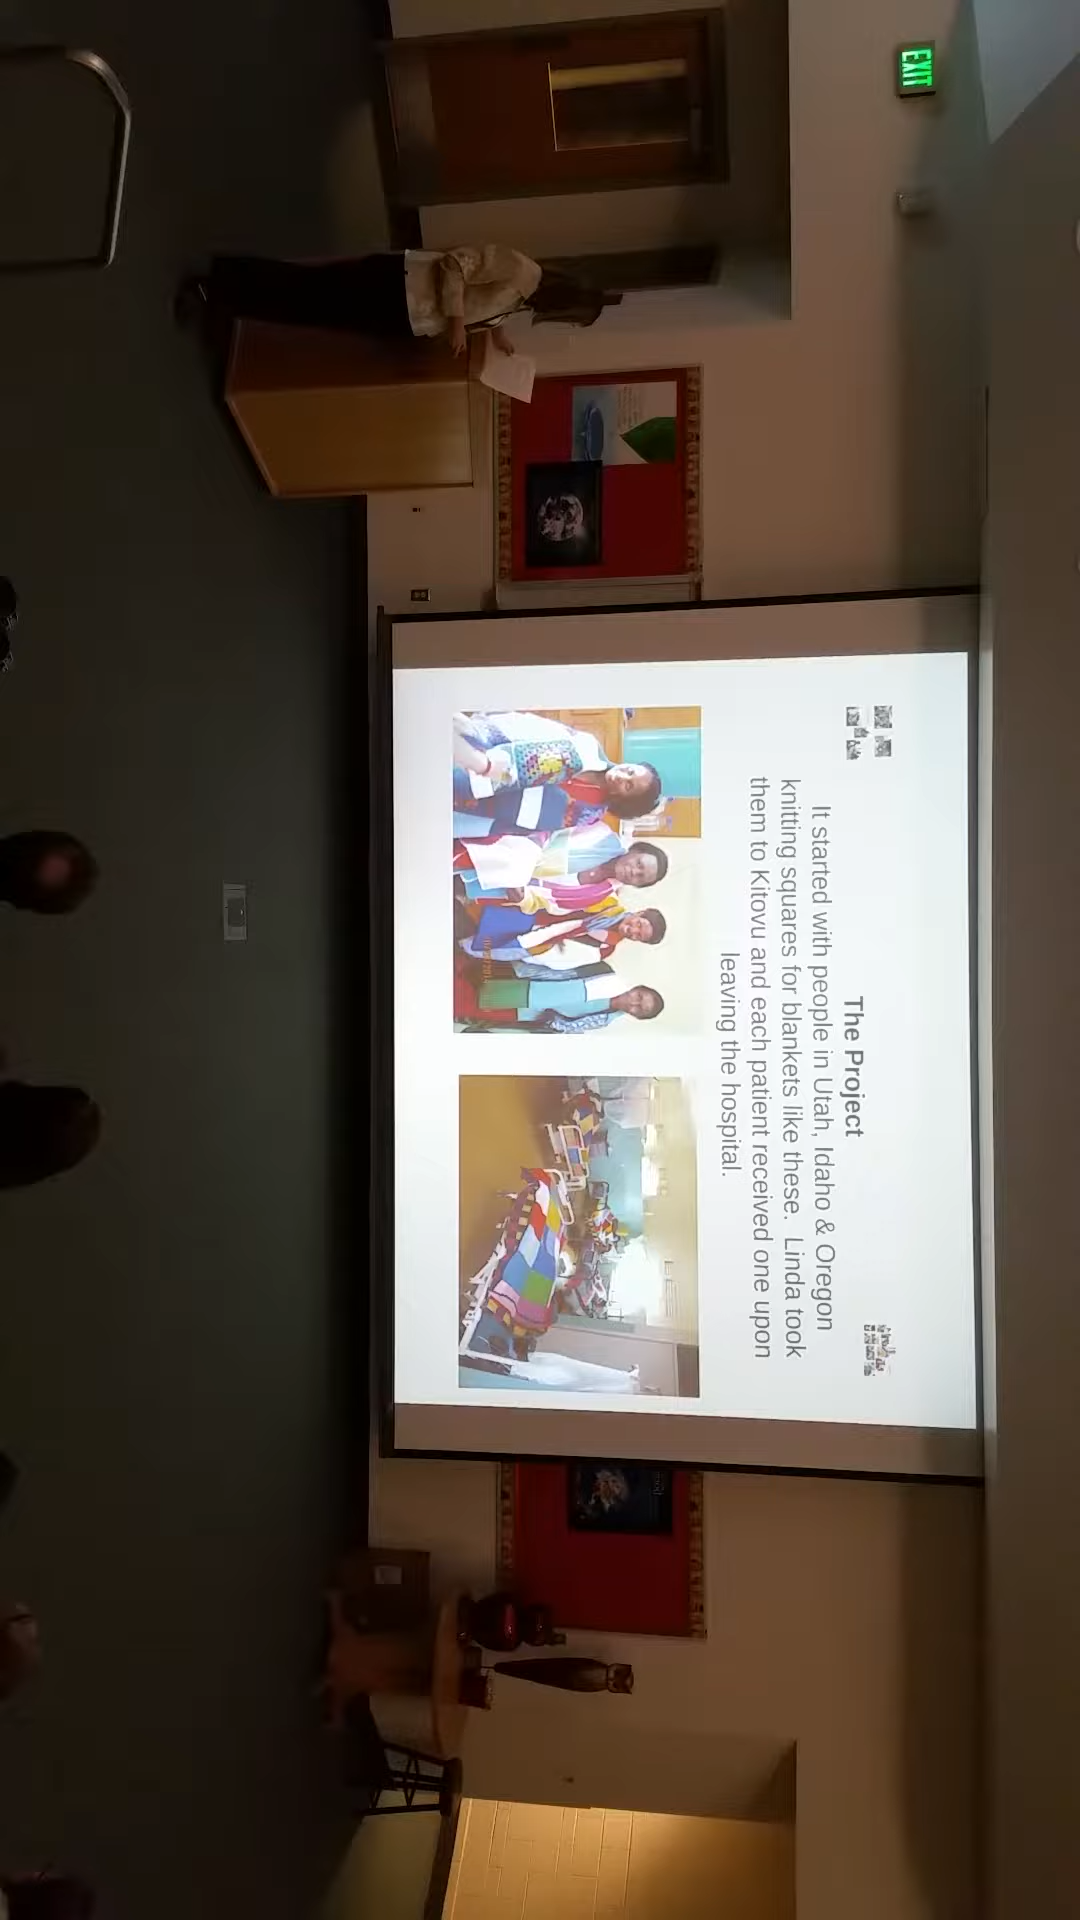 EXIT
The Project
It started with people in Utah, Idaho & Oregon
knitting squares for blankets like these. Linda took
them to Kitovu and each patient received one upon
leaving the hospital.